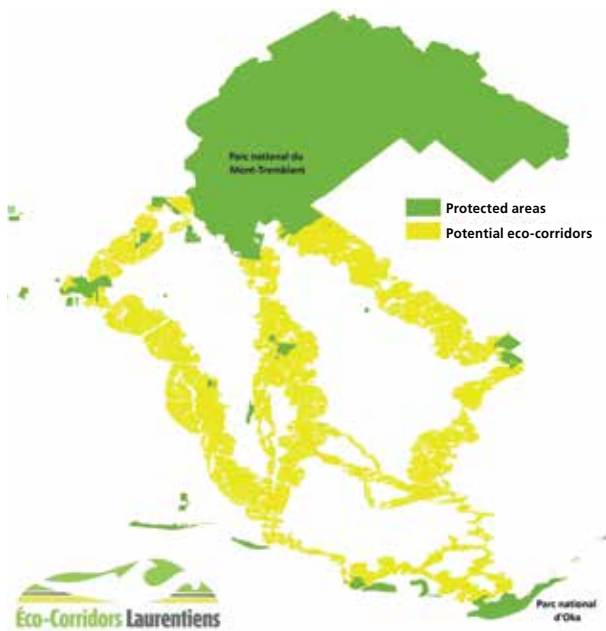 Parc national du
Mont-Tremblant
Protected areas
Potential eco-corridors
Parc national
d'Oka
Éco-Corridors Laurentiens